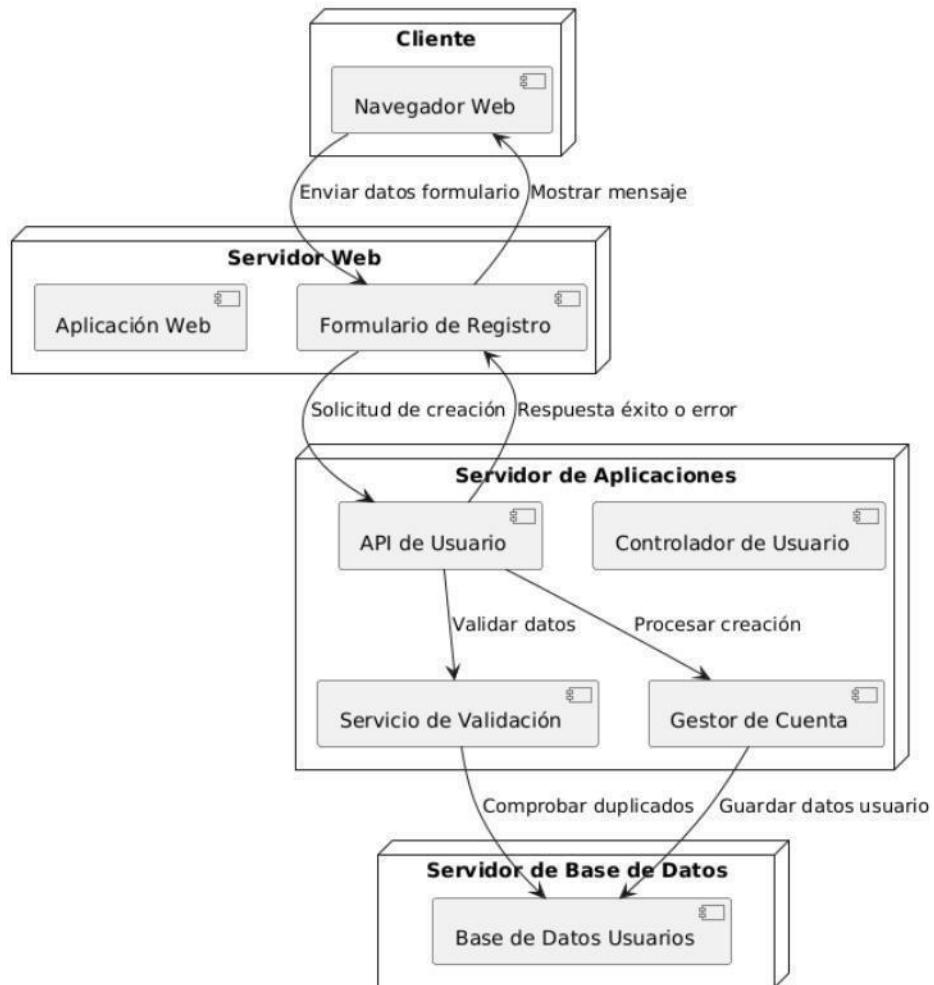 Cliente
Navegador Web
Enviar datos formulario
Mostrar mensaje
Servidor Web
Aplicación Web
Formulario de Registro
Solicitud de creación
Respuesta éxito o error
Servidor de Aplicaciones
API de Usuario
Controlador de Usuario
Validar datos
Procesar creación
Servicio de Validación
Gestor de Cuenta
Comprobar duplicados
Guardar datos usuario
Servidor de Base de Datos
Base de Datos Usuarios